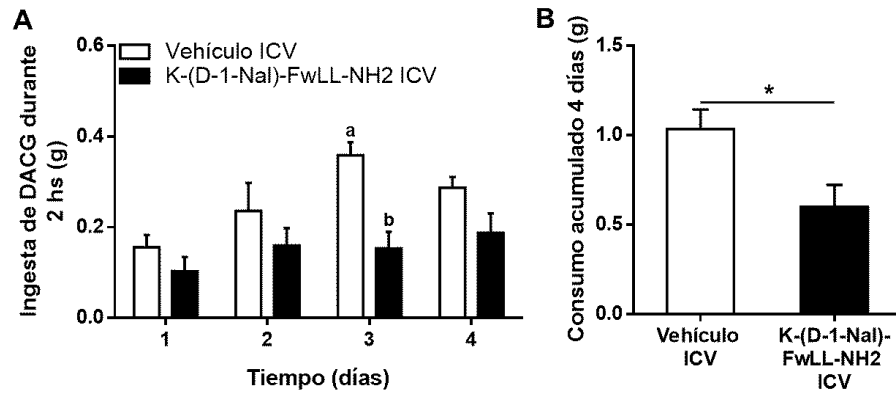 A
Ingesta de DACG durante
2 hs (g)
0.6
0.4
0.2
0.0
Vehículo ICV
K-(D-1-Nal)-FwLL-NH2 ICV
a
b
1
2
3
4
Tiempo (días)
B
Consumo acumulado 4 días (g)
1.5
1.0
0.5
0.0
*
Vehículo
ICV
K-(D-1-Nal)-
FwLL-NH2
ICV